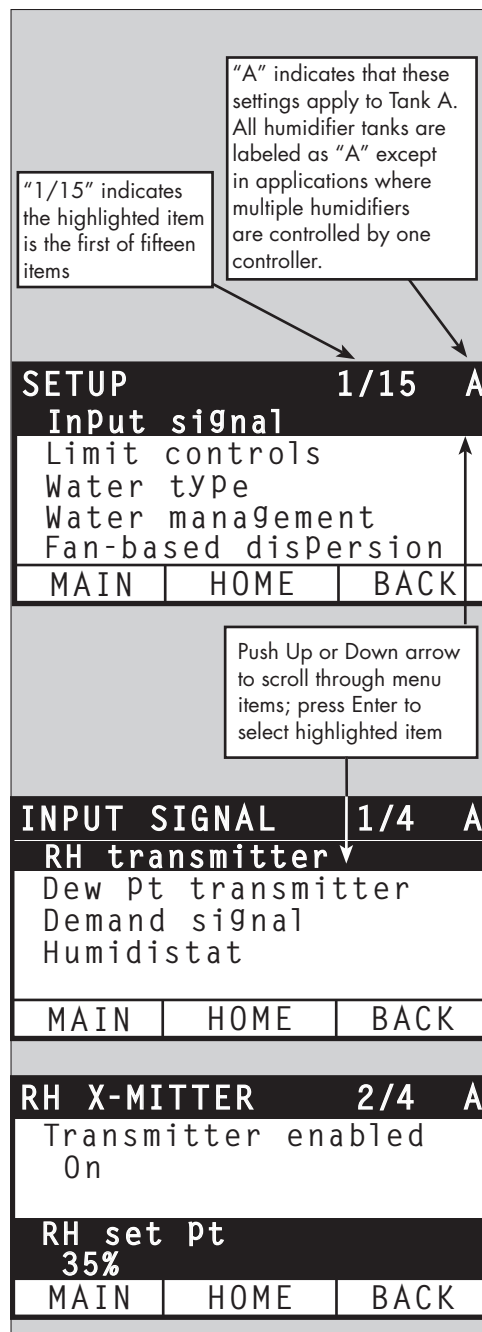 “A” indicates that these
settings apply to Tank A.
All humidifier tanks are
labeled as “A” except
in applications where
multiple humidifiers
are controlled by one
controller.
“1/15” indicates
the highlighted item
is the first of fifteen
items
SETUP 1/15 A
Input signal
Limit controls
Water type
Water management
Fan-based dispersion
MAIN HOME BACK
Push Up or Down arrow
to scroll through menu
items; press Enter to
select highlighted item
INPUT SIGNAL 1/4 A
RH transmitter
Dew pt transmitter
Demand signal
Humidistat
MAIN HOME BACK
RH X-MITTER 2/4 A
Transmitter enabled
On
RH set pt
35%
MAIN HOME BACK